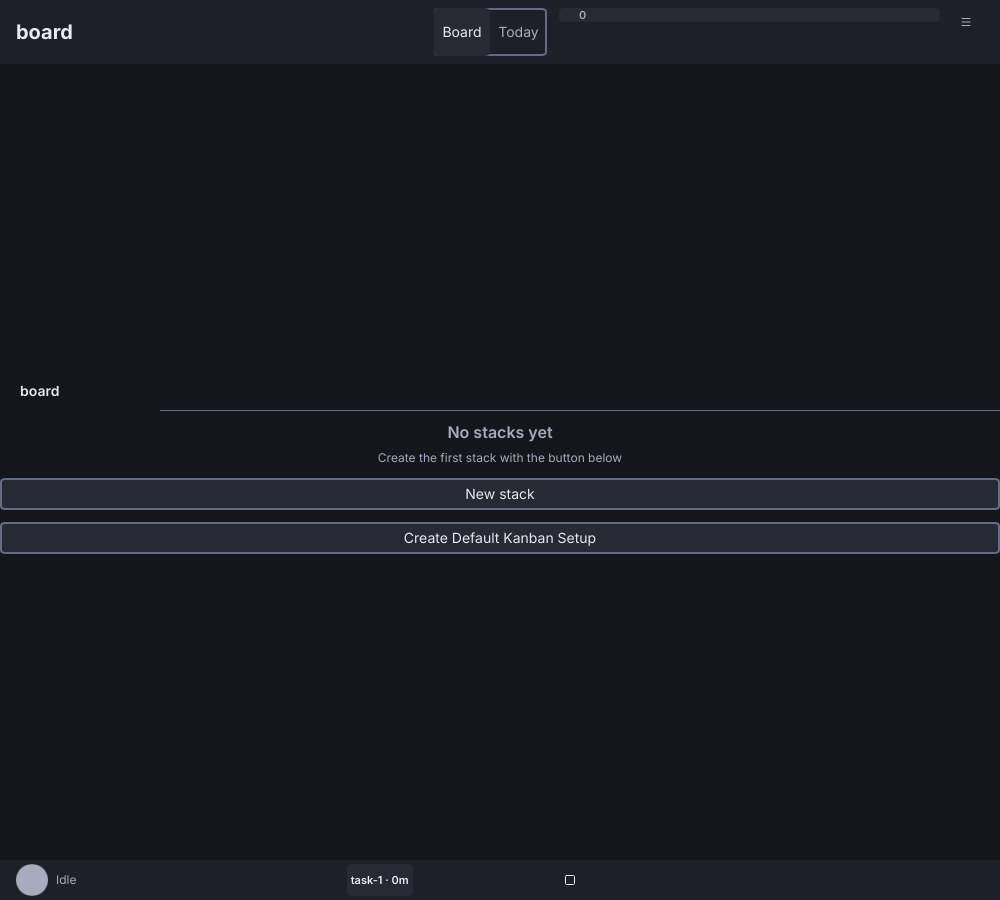 board
Board Today
0
board
No stacks yet
Create the first stack with the button below
New stack
Create Default Kanban Setup
Idle
task-1 · 0m